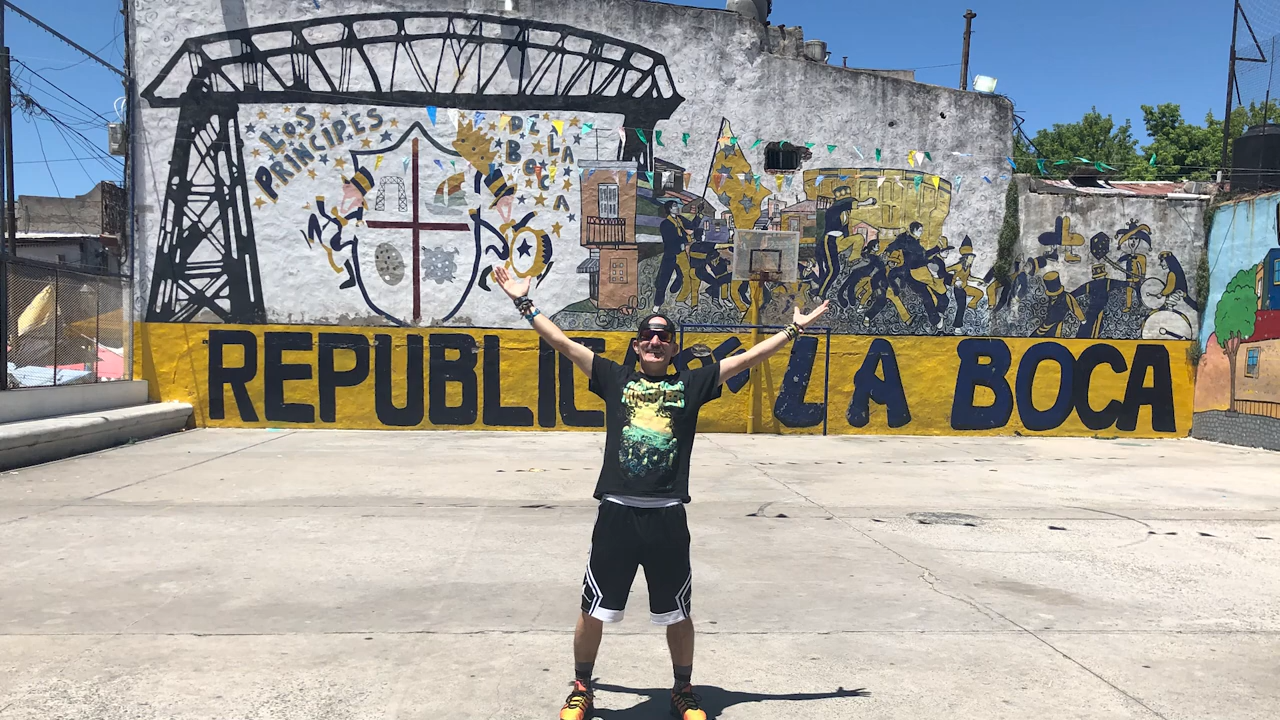 LOS
PRINCIPES
DE LA
BOCA
REPUBLIC
LA BOCA